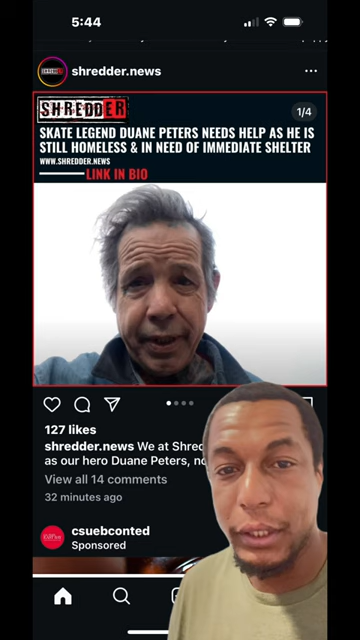 5:44
shredder.news
SHREDDER
1/4
SKATE LEGEND DUANE PETERS NEEDS HELP AS HE IS
STILL HOMELESS & IN NEED OF IMMEDIATE SHELTER
WWW.SHREDDER.NEWS
LINK IN BIO
127 likes
shredder.news We at Shred
as our hero Duane Peters, no
View all 14 comments
32 minutes ago
csuebconted
Sponsored